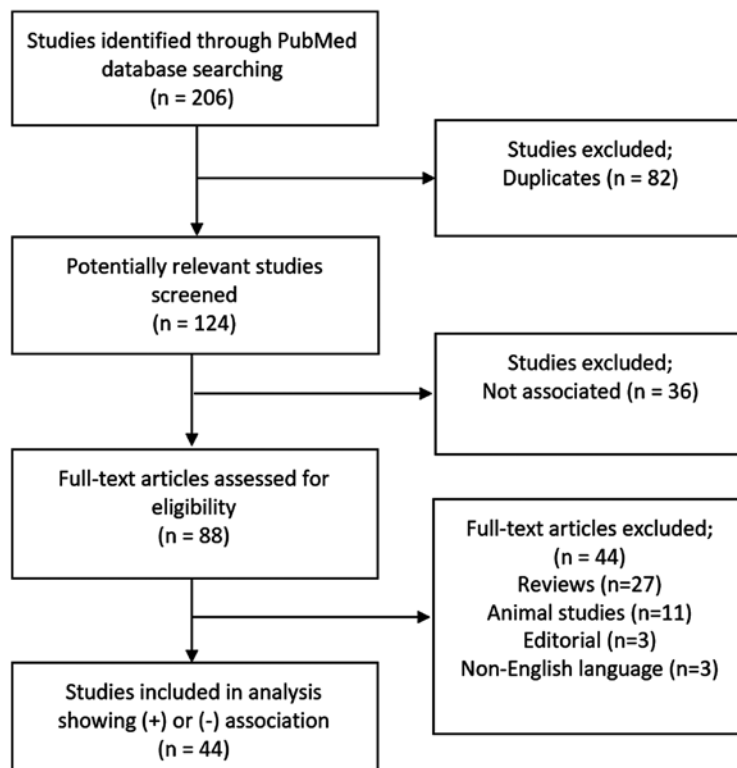 Studies identified through PubMed
database searching
(n = 206)
Studies excluded;
Duplicates (n = 82)
Potentially relevant studies
screened
(n = 124)
Studies excluded;
Not associated (n = 36)
Full-text articles assessed for
eligibility
(n = 88)
Full-text articles excluded;
(n = 44)
Reviews (n=27)
Animal studies (n=11)
Editorial (n=3)
Non-English language (n=3)
Studies included in analysis
showing (+) or (-) association
(n = 44)